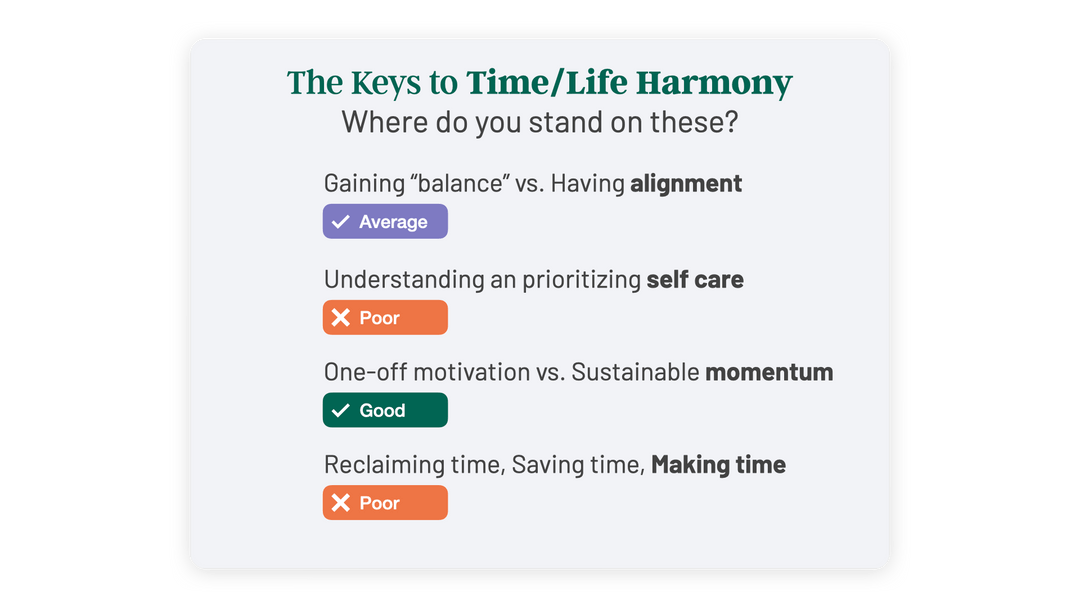 The Keys to Time/Life Harmony
Where do you stand on these?
Gaining “balance” vs. Having alignment
Average
Understanding an prioritizing self care
Poor
One-off motivation vs. Sustainable momentum
Good
Reclaiming time, Saving time, Making time
Poor